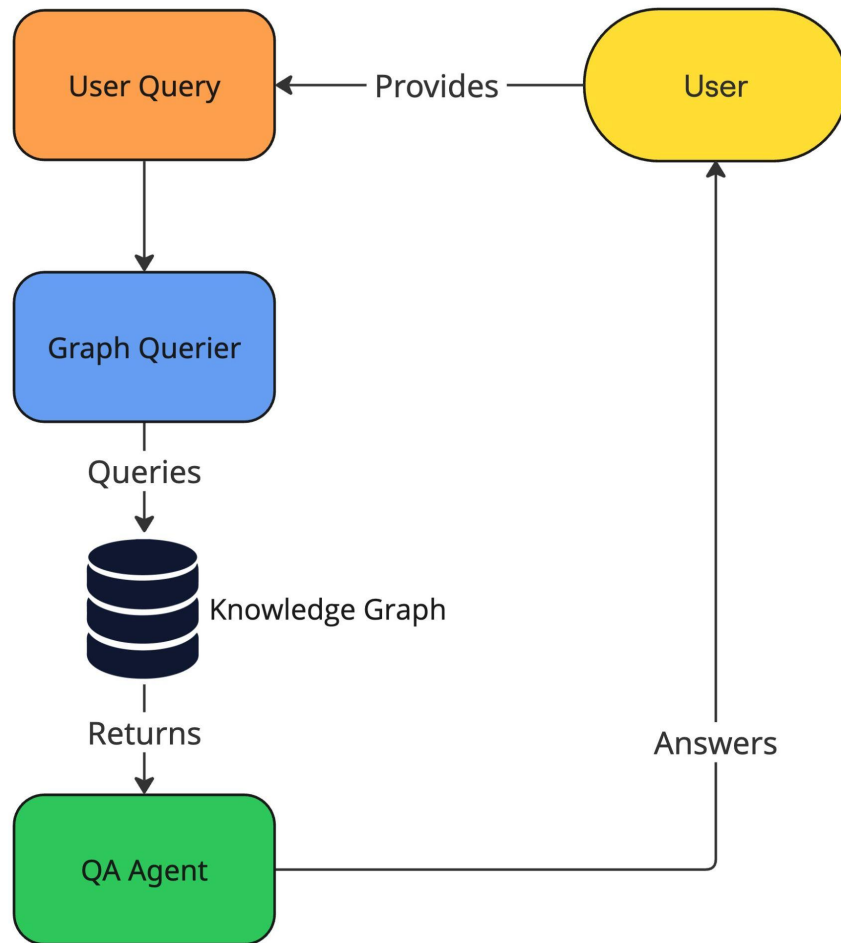 User Query
Provides
User
Graph Querier
Queries
Knowledge Graph
Returns
Answers
QA Agent